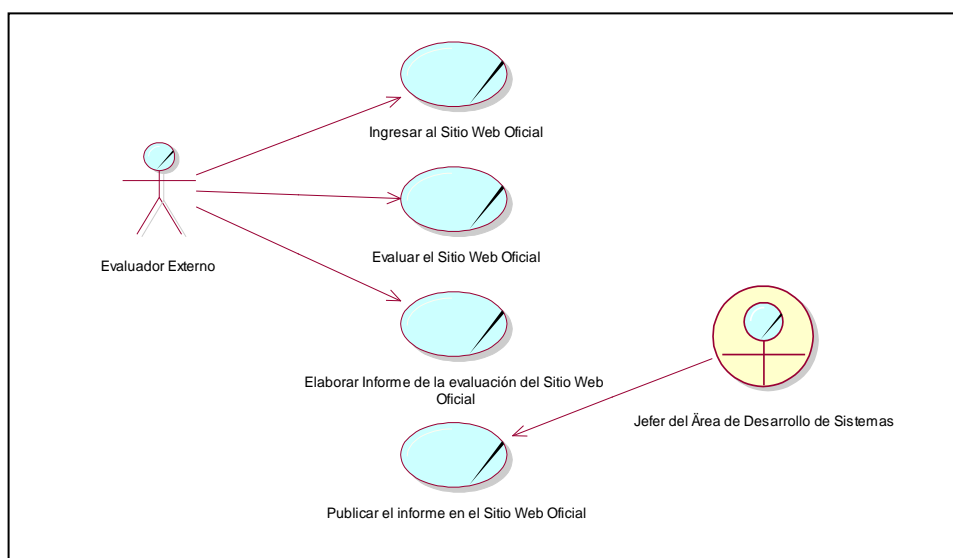 Ingresar al Sitio Web Oficial
Evaluador Externo
Evaluar el Sitio Web Oficial
Elaborar Informe de la evaluación del Sitio Web
Oficial
Jefer del Ärea de Desarrollo de Sistemas
Publicar el informe en el Sitio Web Oficial